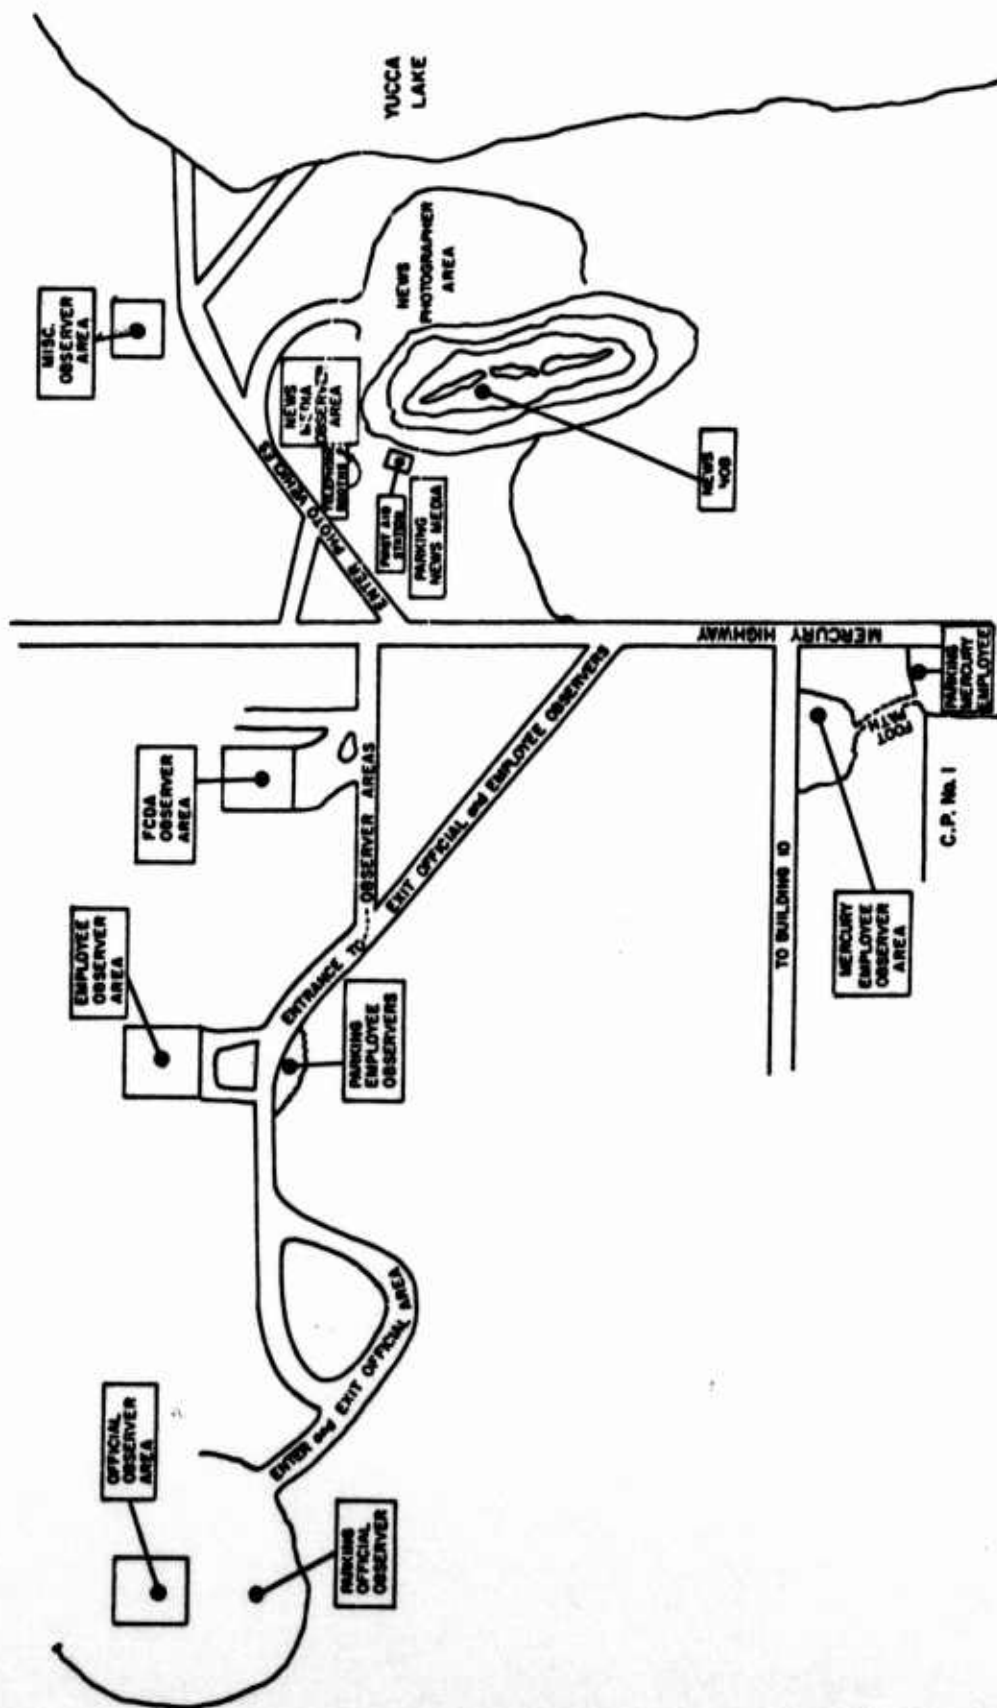 OFFICIAL
OBSERVER
AREA
PARKING
OFFICIAL
OBSERVER
ENTER and EXIT OFFICIAL AREA
EMPLOYEE
OBSERVER
AREA
PARKING
EMPLOYEE
OBSERVERS
ENTRANCE TO
OBSERVER AREAS
EXIT OFFICIAL and EMPLOYEE OBSERVERS
FCDA
OBSERVER
AREA
MERCURY
EMPLOYEE
OBSERVER
AREA
TO BUILDING 10
C.P. No. 1
FOOT
PATH
PARKING
MERCURY
EMPLOYEE
MERCURY
HIGHWAY
ENTER PHOTO VEHICLES
MISC.
OBSERVER
AREA
NEWS
MEDIA
OBSERVER
AREA
TELEPHONE
BOOTHS
FIRST AID
STATION
PARKING
NEWS MEDIA
NEWS
NOB
NEWS
PHOTOGRAPHER
AREA
YUCCA
LAKE